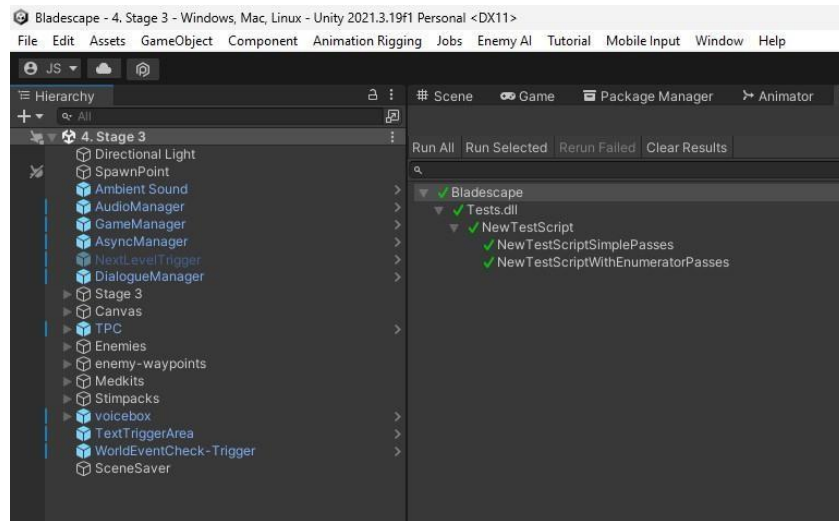 Bladescape - 4. Stage 3 - Windows, Mac, Linux - Unity 2021.3.19f1 Personal <DX11>
File Edit Assets GameObject Component Animation Rigging Jobs Enemy AI Tutorial Mobile Input Window Help
JS
Hierarchy
All
4. Stage 3
Directional Light
SpawnPoint
Ambient Sound
AudioManager
GameManager
AsyncManager
NextLevelTrigger
DialogueManager
Stage 3
Canvas
TPC
Enemies
enemy-waypoints
Medkits
Stimpacks
voicebox
TextTriggerArea
WorldEventCheck-Trigger
SceneSaver
Scene Game Package Manager Animator
Run All Run Selected Rerun Failed Clear Results
Bladescape
Tests.dll
NewTestScript
NewTestScriptSimplePasses
NewTestScriptWithEnumeratorPasses